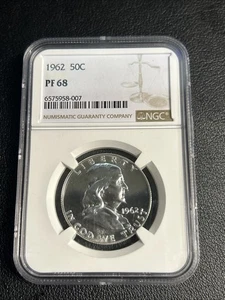 1962 50C
PF 68
6575958-007
NUMISMATIC GUARANTY COMPANY
NGC
LIBERTY
1962
IN GOD WE TRUST